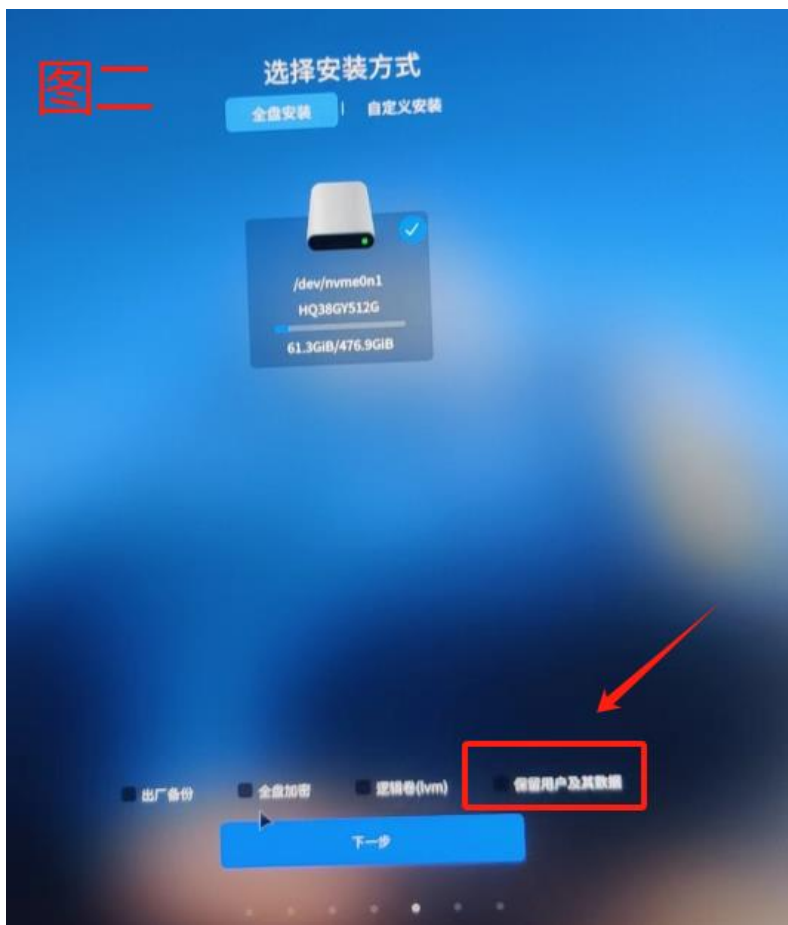 图二
选择安装方式
全盘安装 | 自定义安装
/dev/nvme0n1
HQ38GY512G
61.3GiB/476.9GiB
出厂备份 全盘加密 逻辑卷(lvm) 保留用户及其数据
下一步